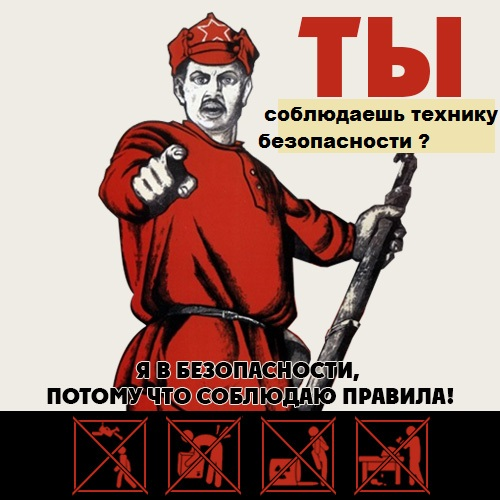 ТЫ
соблюдаешь технику
безопасности ?
Я В БЕЗОПАСНОСТИ,
ПОТОМУ ЧТО СОБЛЮДАЮ ПРАВИЛА!